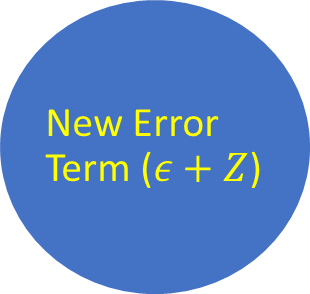 New Error
Term (ϵ + Z)